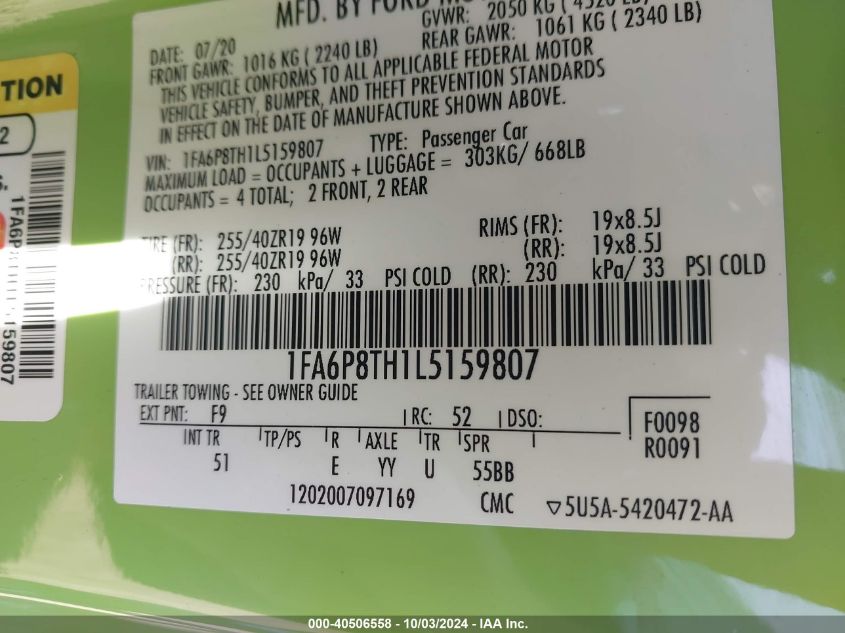 MFD. BY FORD MO
DATE: 07/20 GVWR: 2050 KG ( 4520 LB)
FRONT GAWR: 1016 KG ( 2240 LB) REAR GAWR: 1061 KG ( 2340 LB)
THIS VEHICLE CONFORMS TO ALL APPLICABLE FEDERAL MOTOR
VEHICLE SAFETY, BUMPER, AND THEFT PREVENTION STANDARDS
IN EFFECT ON THE DATE OF MANUFACTURE SHOWN ABOVE.
VIN: 1FA6P8TH1L5159807 TYPE: Passenger Car
MAXIMUM LOAD = OCCUPANTS + LUGGAGE = 303KG/ 668LB
OCCUPANTS = 4 TOTAL; 2 FRONT, 2 REAR
TIRE (FR): 255/40ZR19 96W RIMS (FR): 19x8.5J
(RR): 255/40ZR19 96W (RR): 19x8.5J
PRESSURE (FR): 230 kPa/ 33 PSI COLD (RR): 230 kPa/ 33 PSI COLD
1FA6P8TH1L5159807
TRAILER TOWING - SEE OWNER GUIDE
EXT PNT: F9 RC: 52 DSO: F0098
R0091
INT TR TP/PS R AXLE TR SPR
51 E YY U 55BB
1202007097169 CMC ▽5U5A-5420472-AA
TION
2
S.
1FA6P8TH1L5159807
000-40506558 - 10/03/2024 - IAA Inc.